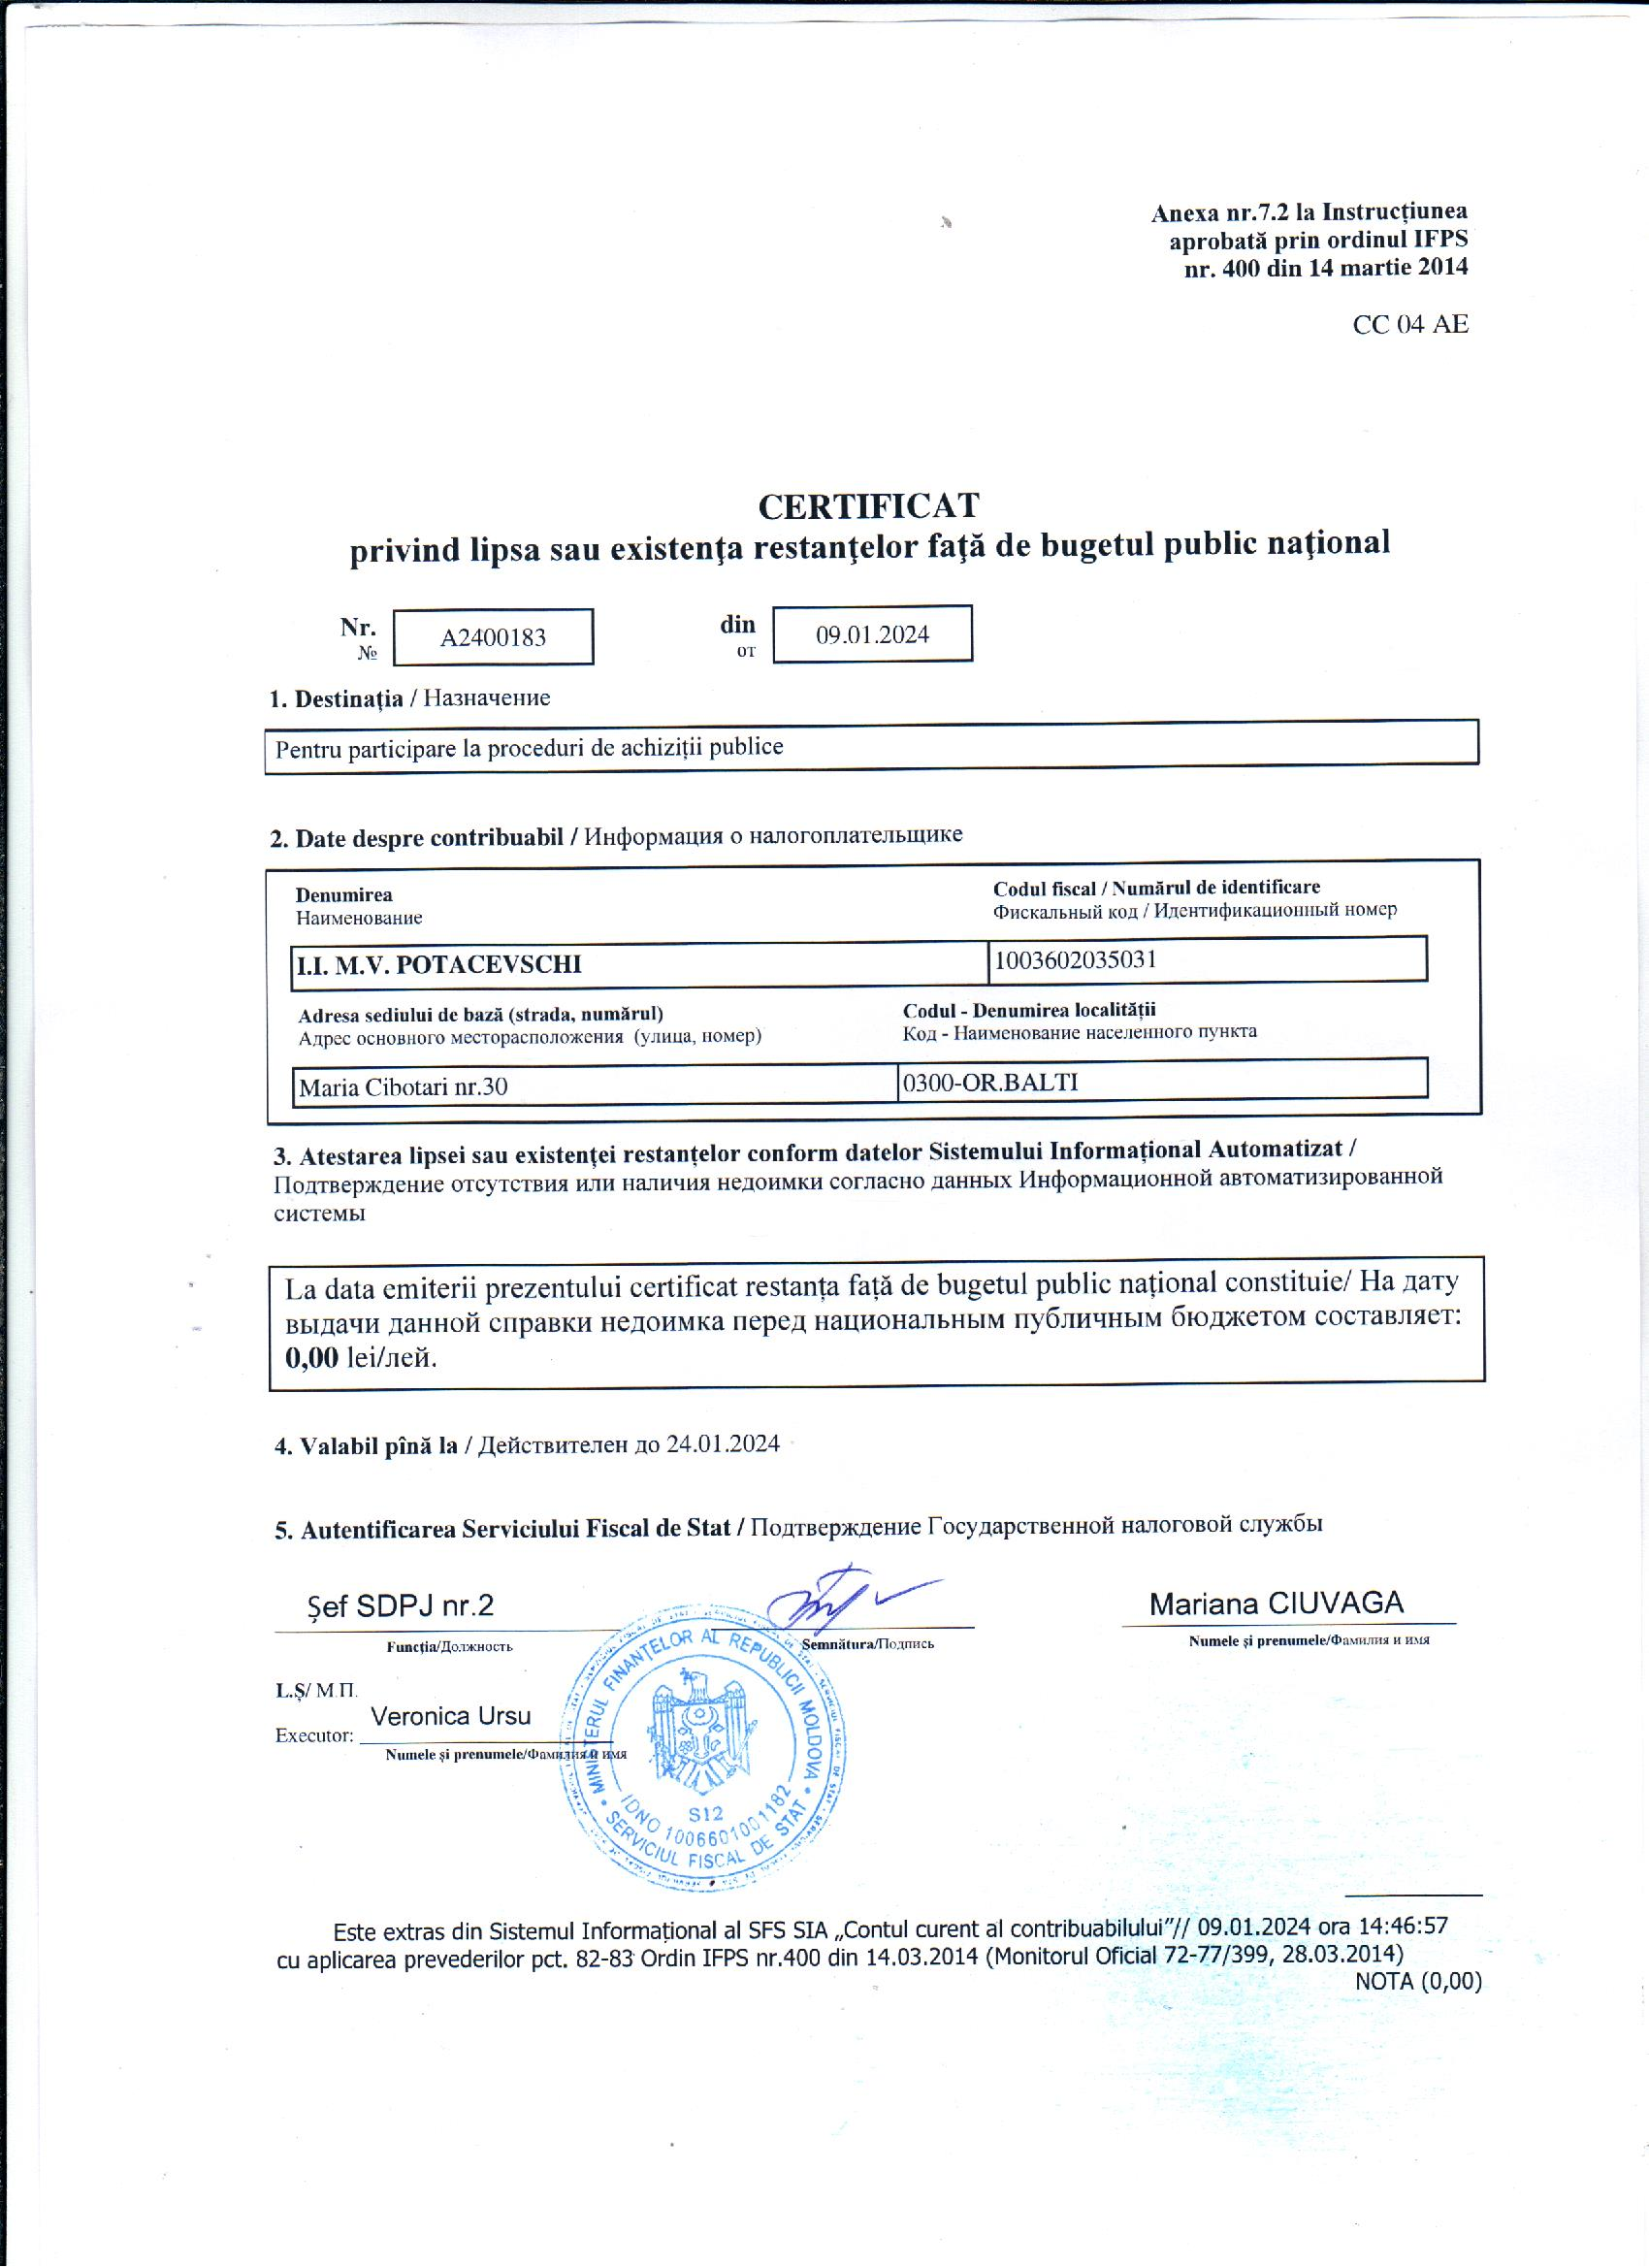 Anexa nr.7.2 la Instrucțiunea
aprobată prin ordinul IFPS
nr. 400 din 14 martie 2014
CC 04 AE
CERTIFICAT
privind lipsa sau existenţa restanţelor faţă de bugetul public naţional
Nr. A2400183 din 09.01.2024
№ от
1. Destinația / Назначение
Pentru participare la proceduri de achiziții publice
2. Date despre contribuabil / Информация о налогоплательщике
Denumirea Codul fiscal / Numărul de identificare
Наименование Фискальный код / Идентификационный номер
I.I. M.V. POTACEVSCHI 1003602035031
Adresa sediului de bază (strada, numărul) Codul - Denumirea localității
Адрес основного месторасположения (улица, номер) Код - Наименование населенного пункта
Maria Cibotari nr.30 0300-OR.BALTI
3. Atestarea lipsei sau existenței restanțelor conform datelor Sistemului Informațional Automatizat /
Подтверждение отсутствия или наличия недоимки согласно данных Информационной автоматизированной
системы
La data emiterii prezentului certificat restanța față de bugetul public național constituie/ На дату
выдачи данной справки недоимка перед национальным публичным бюджетом составляет:
0,00 lei/лей.
4. Valabil pînă la / Действителен до 24.01.2024
5. Autentificarea Serviciului Fiscal de Stat / Подтверждение Государственной налоговой службы
Șef SDPJ nr.2 Mariana CIUVAGA
Funcția/Должность Semnătura/Подпись Numele și prenumele/Фамилия и имя
L.Ș/ М.П.
Executor: Veronica Ursu
Numele și prenumele/Фамилия и имя
MINISTERUL FINANȚELOR AL REPUBLICII MOLDOVA
S12
IDNO 1006601001182
SERVICIUL FISCAL DE STAT
Este extras din Sistemul Informațional al SFS SIA „Contul curent al contribuabilului”// 09.01.2024 ora 14:46:57
cu aplicarea prevederilor pct. 82-83 Ordin IFPS nr.400 din 14.03.2014 (Monitorul Oficial 72-77/399, 28.03.2014)
NOTA (0,00)